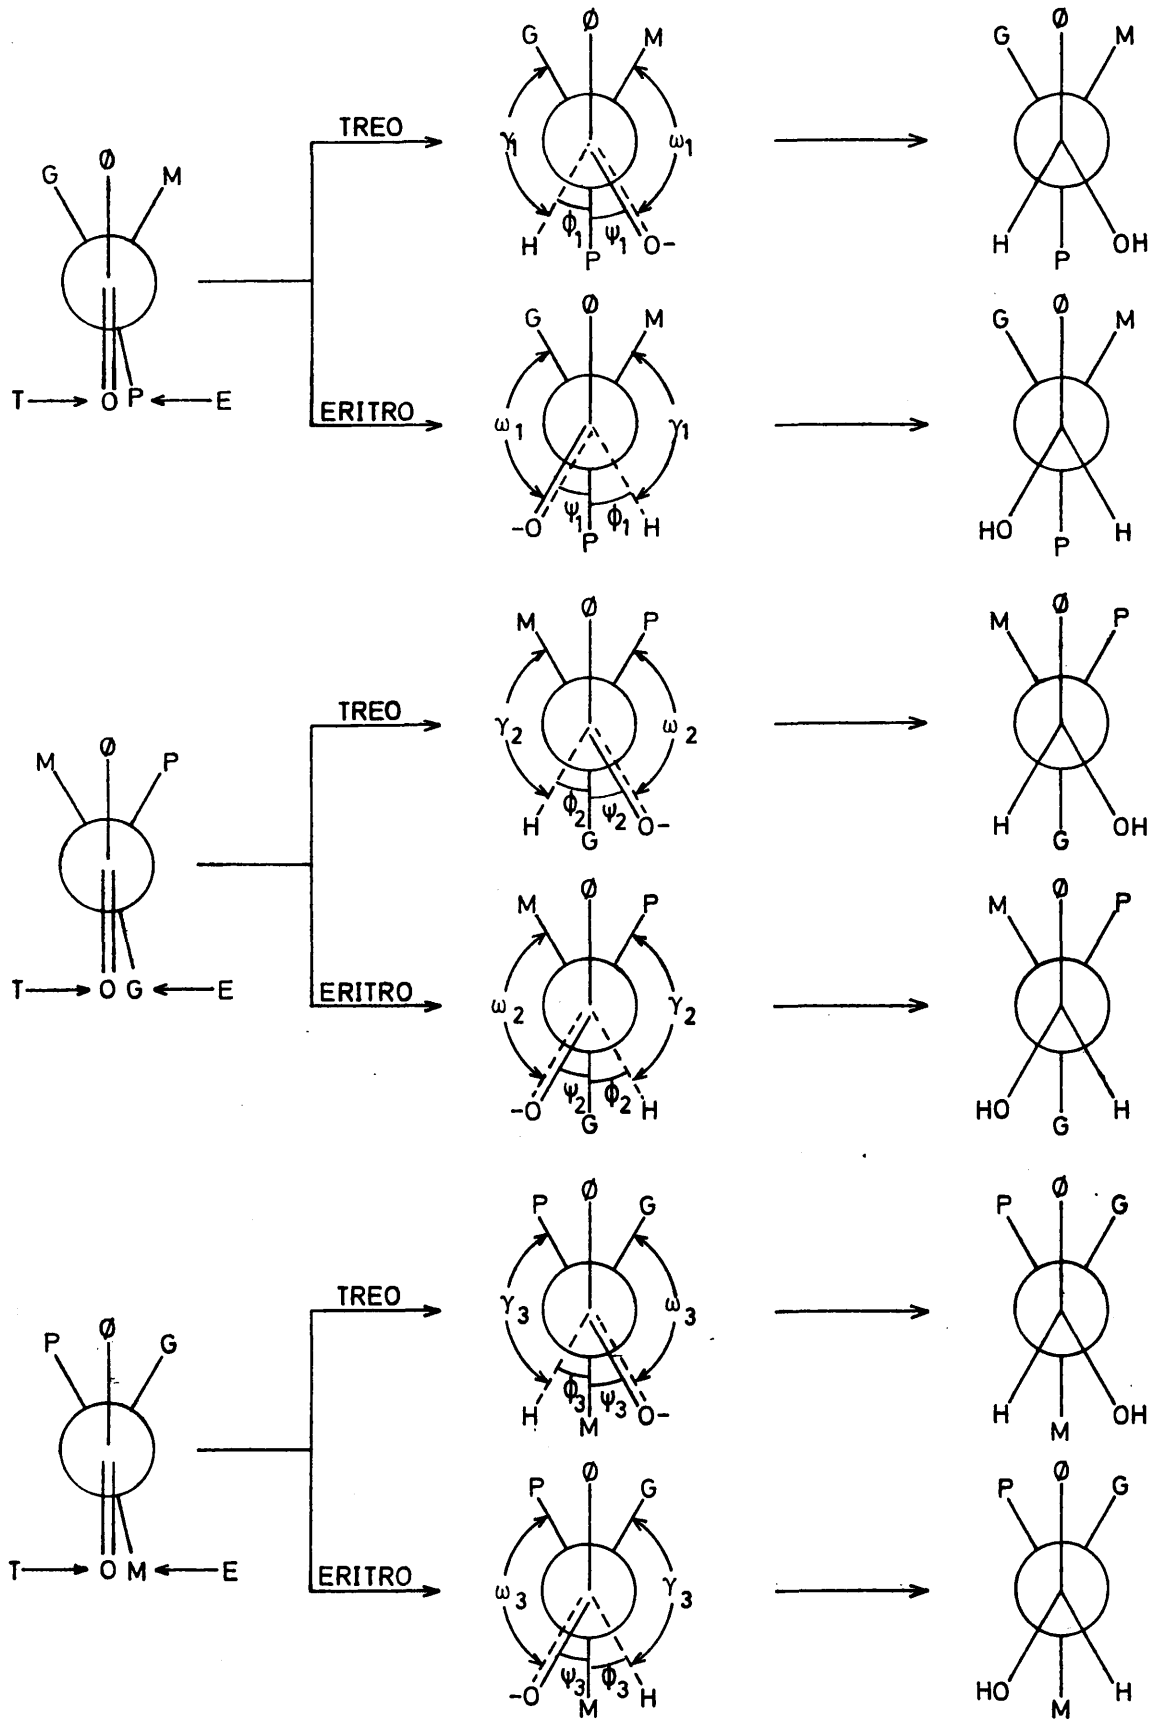 G Ø M
γ1 ω1
H ϕ1 ψ1 O-
P
TREO
G Ø M
H OH
P
G Ø M
T O P E
ERITRO
G Ø M
ω1 γ1
-O ψ1 ϕ1 H
P
G Ø M
HO H
P
M Ø P
γ2 ω2
H ϕ2 ψ2 O-
G
TREO
M Ø P
H OH
G
M Ø P
T O G E
ERITRO
M Ø P
ω2 γ2
-O ψ2 ϕ2 H
G
M Ø P
HO H
G
P Ø G
γ3 ω3
H ϕ3 ψ3 O-
M
TREO
P Ø G
H OH
M
P Ø G
T O M E
ERITRO
P Ø G
ω3 γ3
-O ψ3 ϕ3 H
M
P Ø G
HO H
M